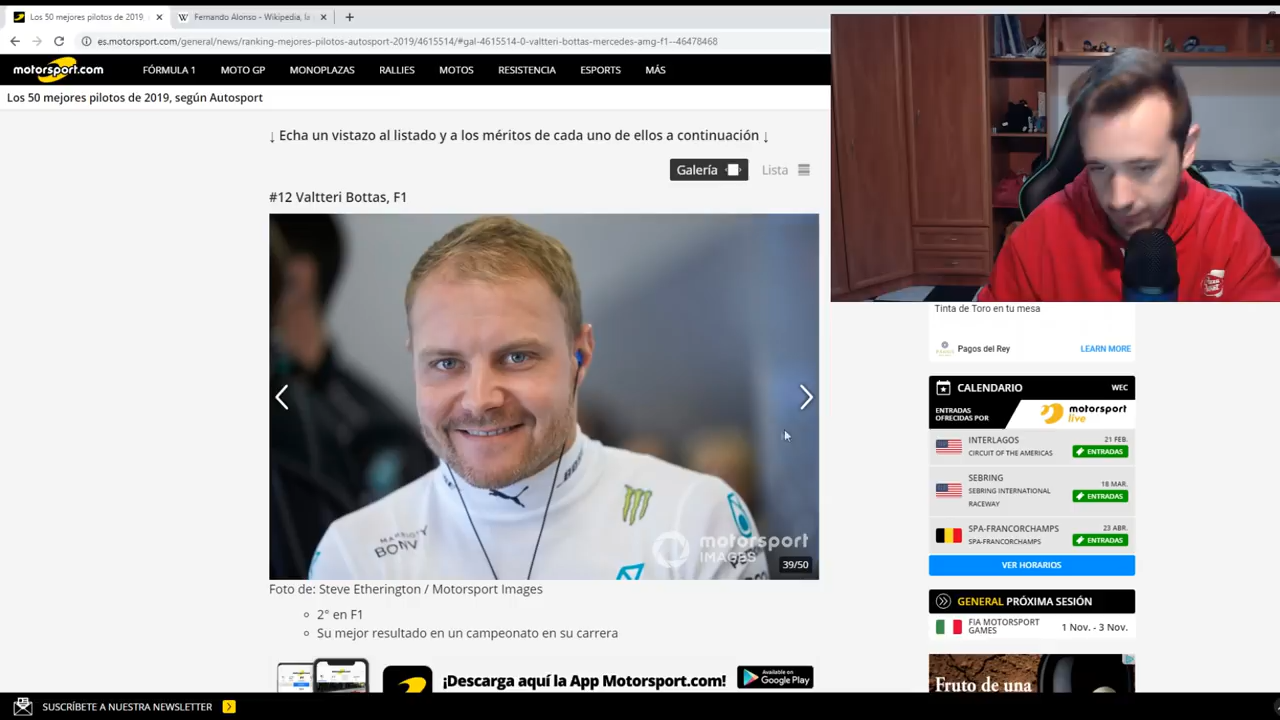 Los 50 mejores pilotos de 2019,
Fernando Alonso - Wikipedia, la
es.motorsport.com/general/news/ranking-mejores-pilotos-autosport-2019/4615514/#gal-4615514-0-valtteri-bottas-mercedes-amg-f1--46478468
motorsport.com
FÓRMULA 1
MOTO GP
MONOPLAZAS
RALLIES
MOTOS
RESISTENCIA
ESPORTS
MÁS
Los 50 mejores pilotos de 2019, según Autosport
↓ Echa un vistazo al listado y a los méritos de cada uno de ellos a continuación ↓
Galería
Lista
#12 Valtteri Bottas, F1
motorsport
IMAGES
39/50
Foto de: Steve Etherington / Motorsport Images
2° en F1
Su mejor resultado en un campeonato en su carrera
¡Descarga aquí la App Motorsport.com!
Available on
Google Play
Tinta de Toro en tu mesa
Pagos del Rey
LEARN MORE
CALENDARIO
WEC
ENTRADAS
OFRECIDAS POR
motorsport
live
INTERLAGOS
21 FEB.
CIRCUIT OF THE AMERICAS
ENTRADAS
SEBRING
18 MAR.
SEBRING INTERNATIONAL
RACEWAY
ENTRADAS
SPA-FRANCORCHAMPS
23 ABR.
SPA-FRANCORCHAMPS
ENTRADAS
VER HORARIOS
GENERAL PRÓXIMA SESIÓN
FIA MOTORSPORT
GAMES
1 Nov. - 3 Nov.
Fruto de una
SUSCRÍBETE A NUESTRA NEWSLETTER